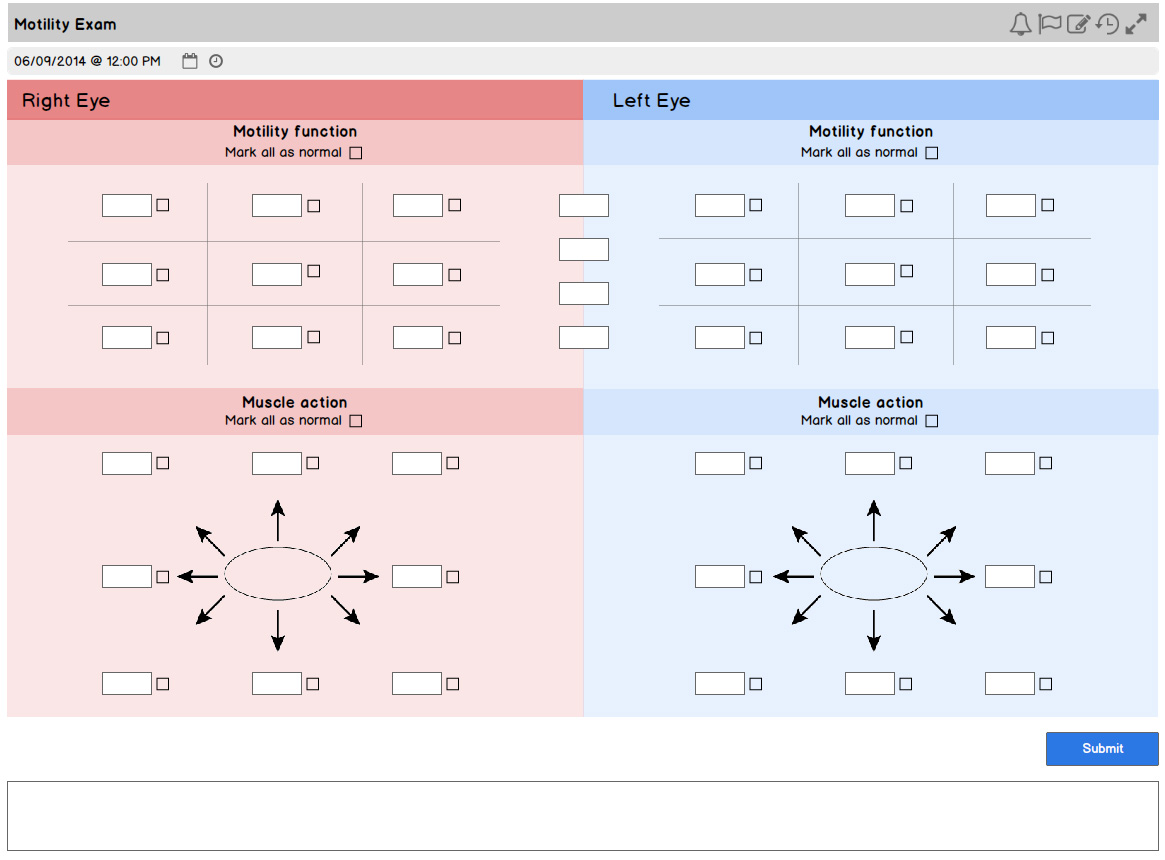 Motility Exam
06/09/2014 @ 12:00 PM
Right Eye
Left Eye
Motility function
Mark all as normal
Motility function
Mark all as normal
Muscle action
Mark all as normal
Muscle action
Mark all as normal
Submit